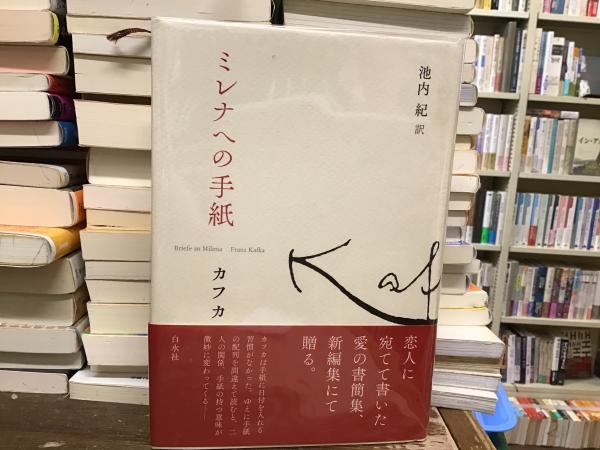 池内 紀 訳
ミレナへの手紙
Briefe an Milena Franz Kafka
カフカ
Kaf
恋人に
宛てて書いた
愛の書簡集、
新編集にて
贈る。
カフカは手紙に日付を入れる
習慣がなかった。ゆえに手紙
の配列を間違えて読むと、二
人の関係、手紙の持つ意味が
微妙に変わってくる――
白水社